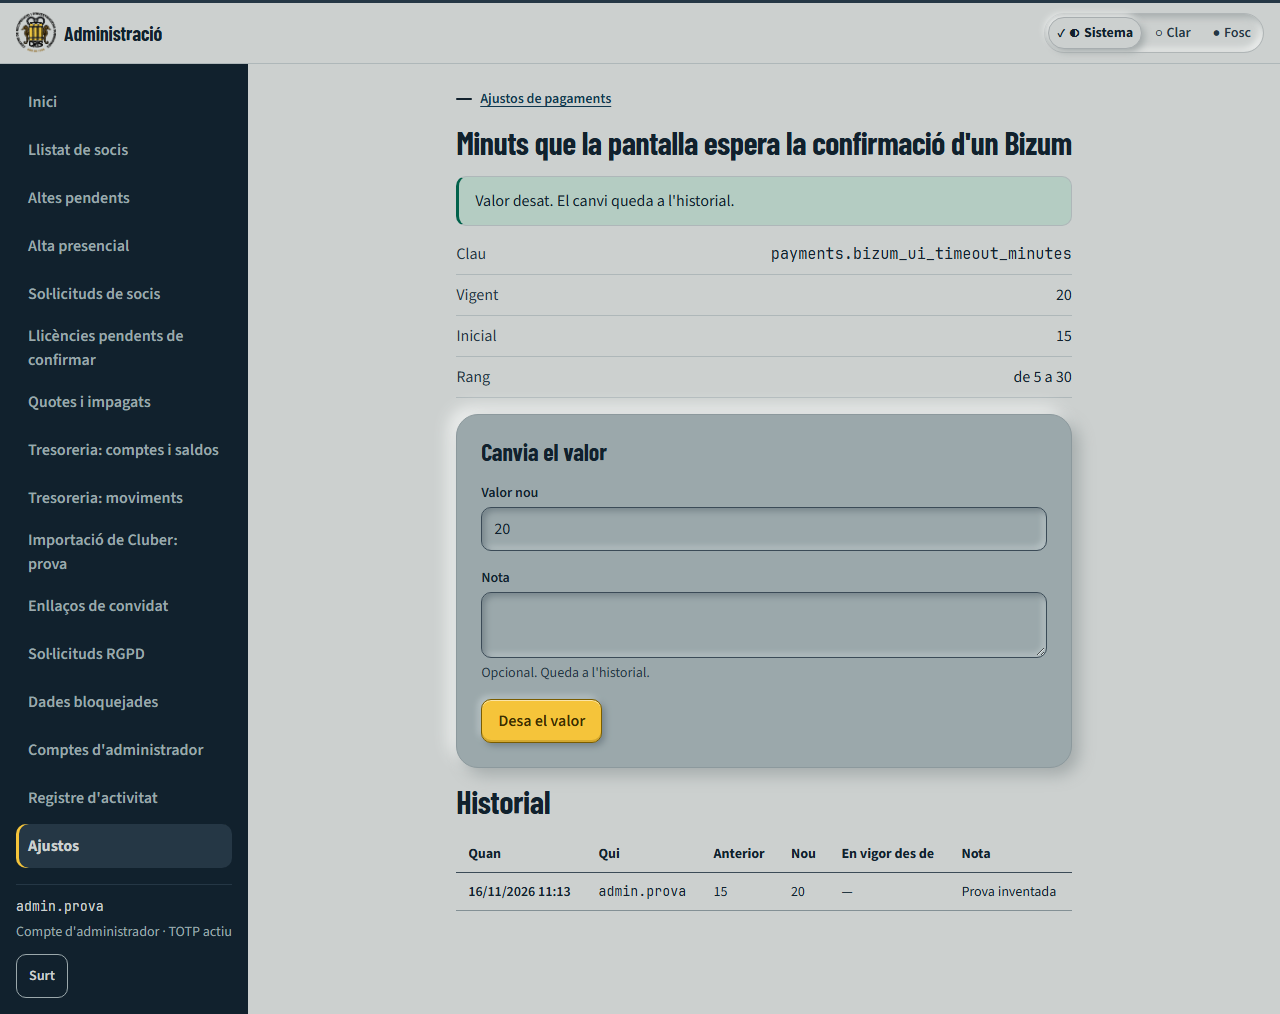 Administració
✓ ◐ Sistema ○ Clar ● Fosc
Inici
Llistat de socis
Altes pendents
Alta presencial
Sol·licituds de socis
Llicències pendents de
confirmar
Quotes i impagats
Tresoreria: comptes i saldos
Tresoreria: moviments
Importació de Cluber:
prova
Enllaços de convidat
Sol·licituds RGPD
Dades bloquejades
Comptes d'administrador
Registre d'activitat
Ajustos
admin.prova
Compte d'administrador · TOTP actiu
Surt
— Ajustos de pagaments
Minuts que la pantalla espera la confirmació d'un Bizum
Valor desat. El canvi queda a l'historial.
Clau payments.bizum_ui_timeout_minutes
Vigent 20
Inicial 15
Rang de 5 a 30
Canvia el valor
Valor nou
20
Nota
Opcional. Queda a l'historial.
Desa el valor
Historial
Quan Qui Anterior Nou En vigor des de Nota
16/11/2026 11:13 admin.prova 15 20 — Prova inventada